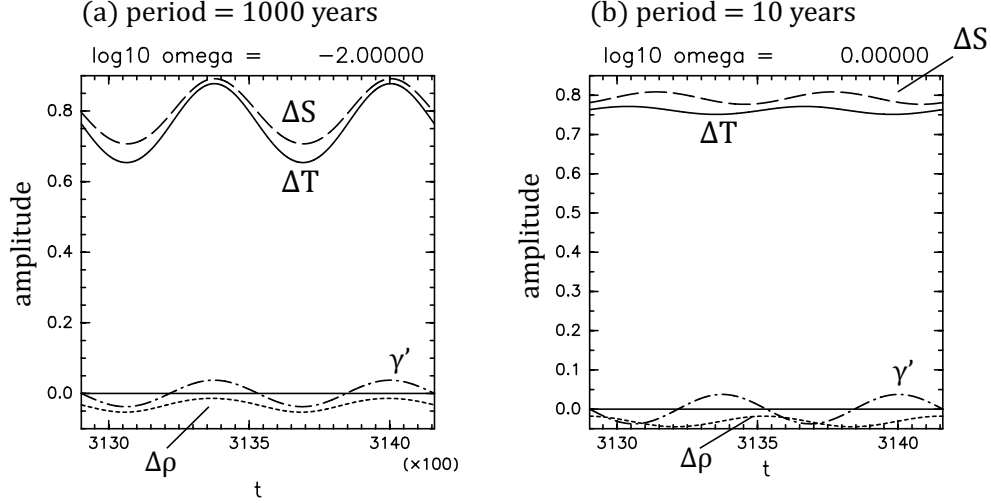 (a) period = 1000 years
log10 omega = -2.00000
0.8
0.6
0.4
0.2
0.0
amplitude
ΔS
ΔT
γ’
3130 3135 3140
(×100)
Δρ
t
(b) period = 10 years
log10 omega = 0.00000
ΔS
0.8
0.7
0.6
0.5
0.4
0.3
0.2
0.1
0.0
amplitude
ΔT
γ’
3130 3135 3140
Δρ
t